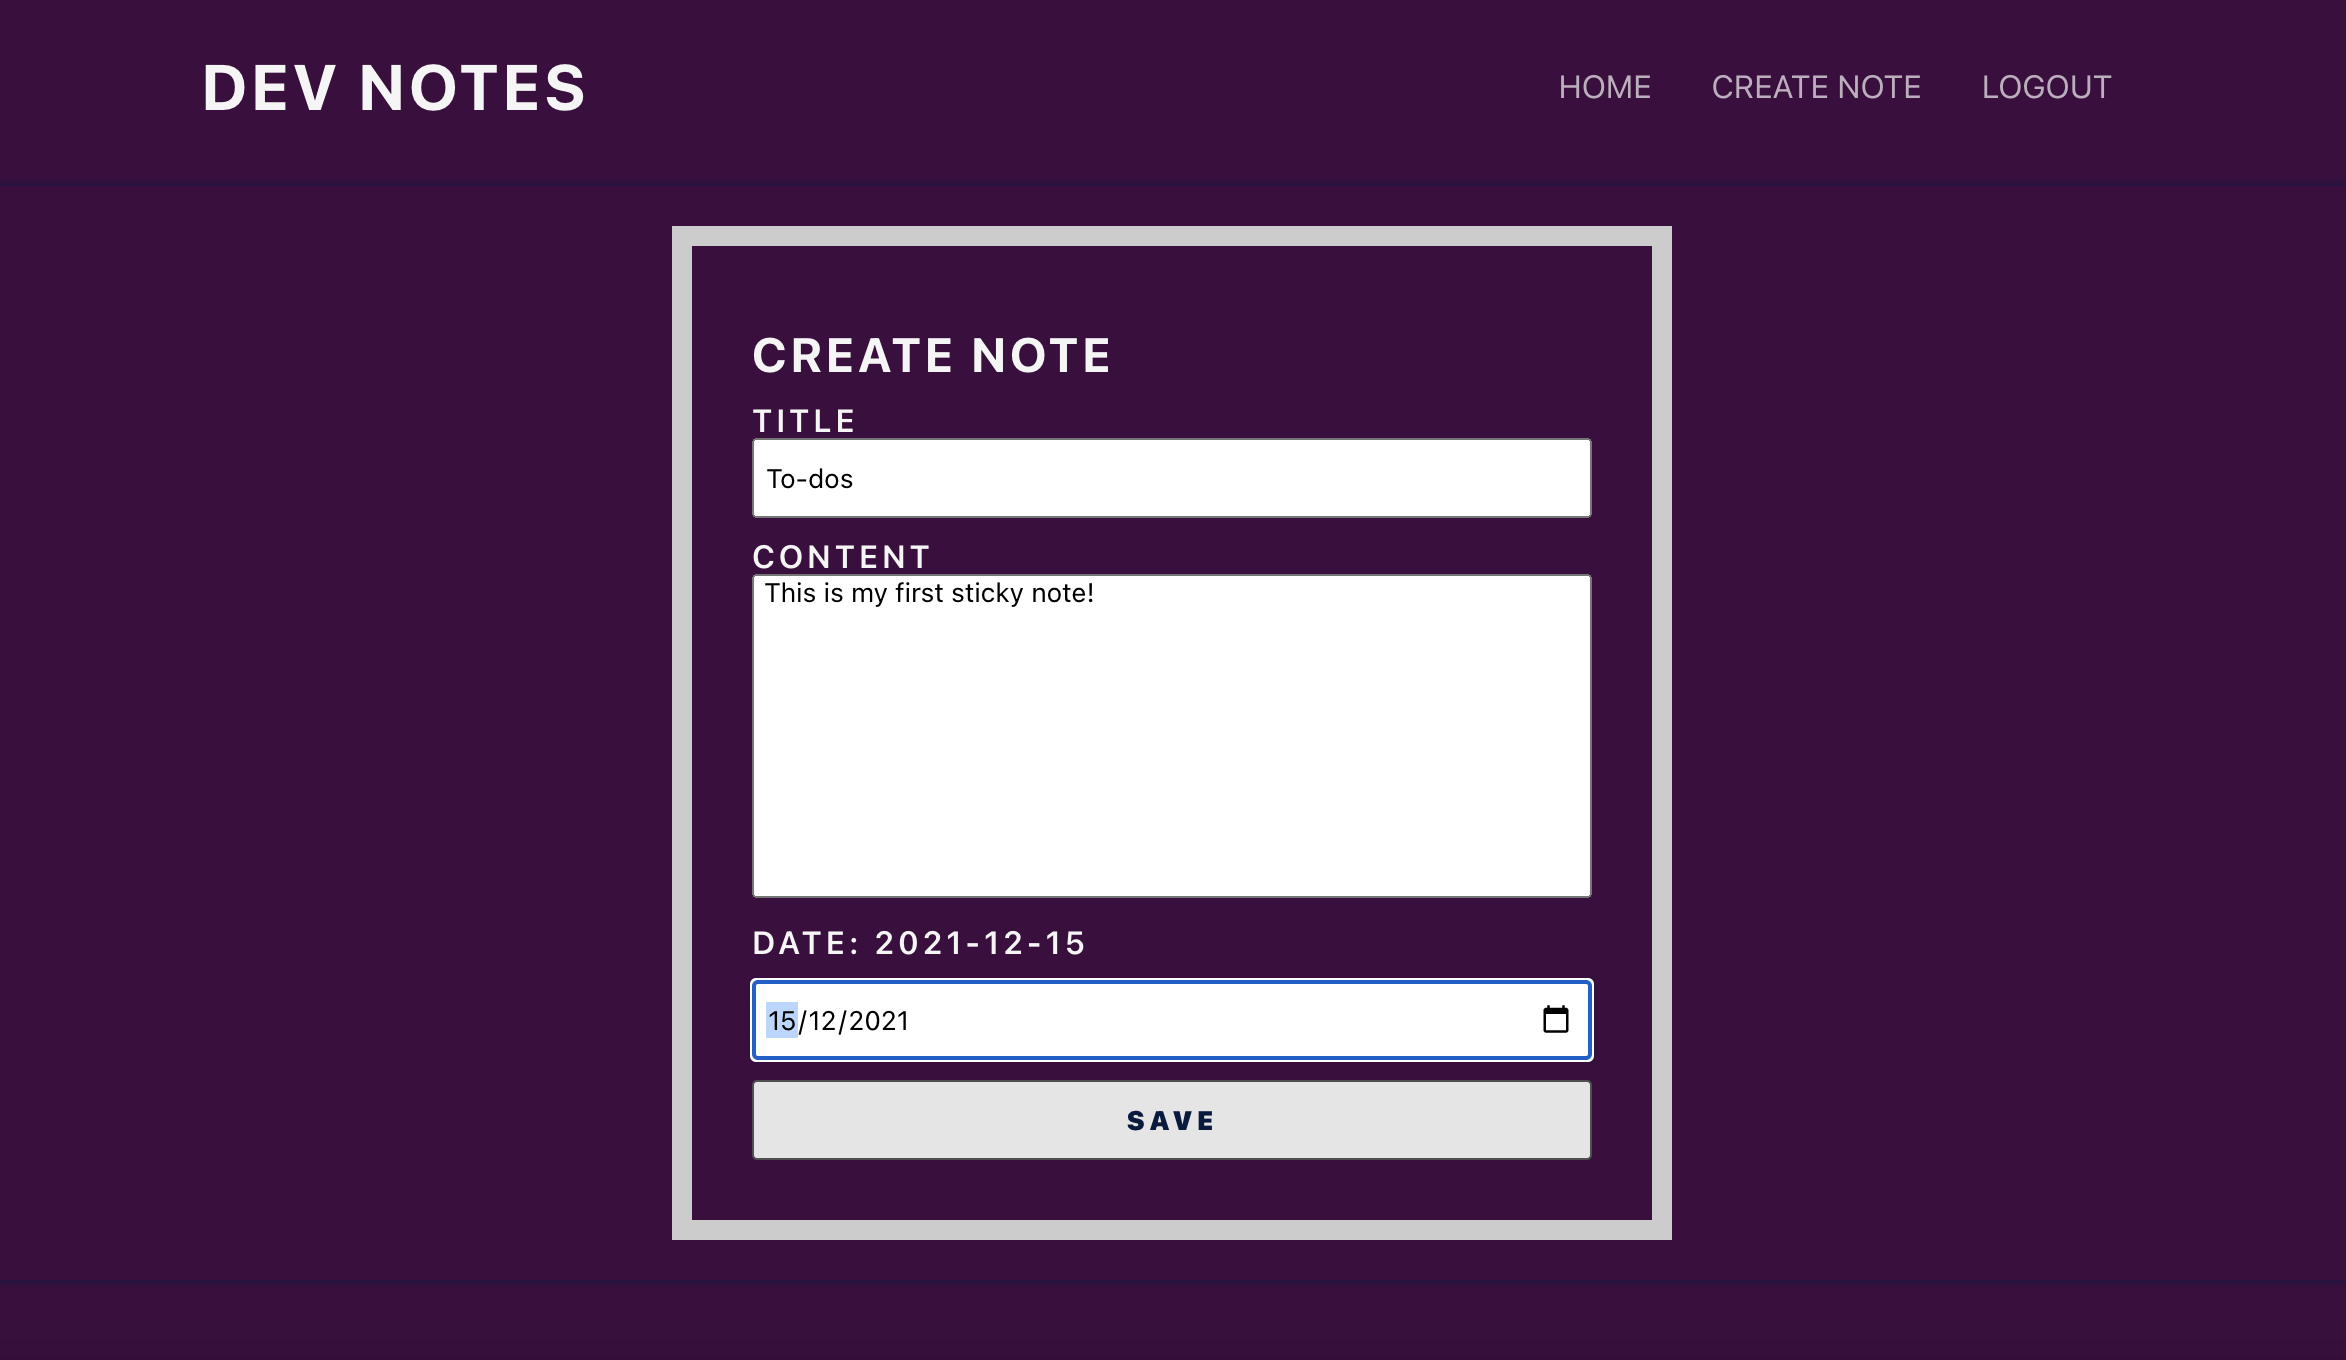 DEV NOTES
HOME CREATE NOTE LOGOUT
CREATE NOTE
TITLE
To-dos
CONTENT
This is my first sticky note!
DATE: 2021-12-15
15/12/2021
SAVE